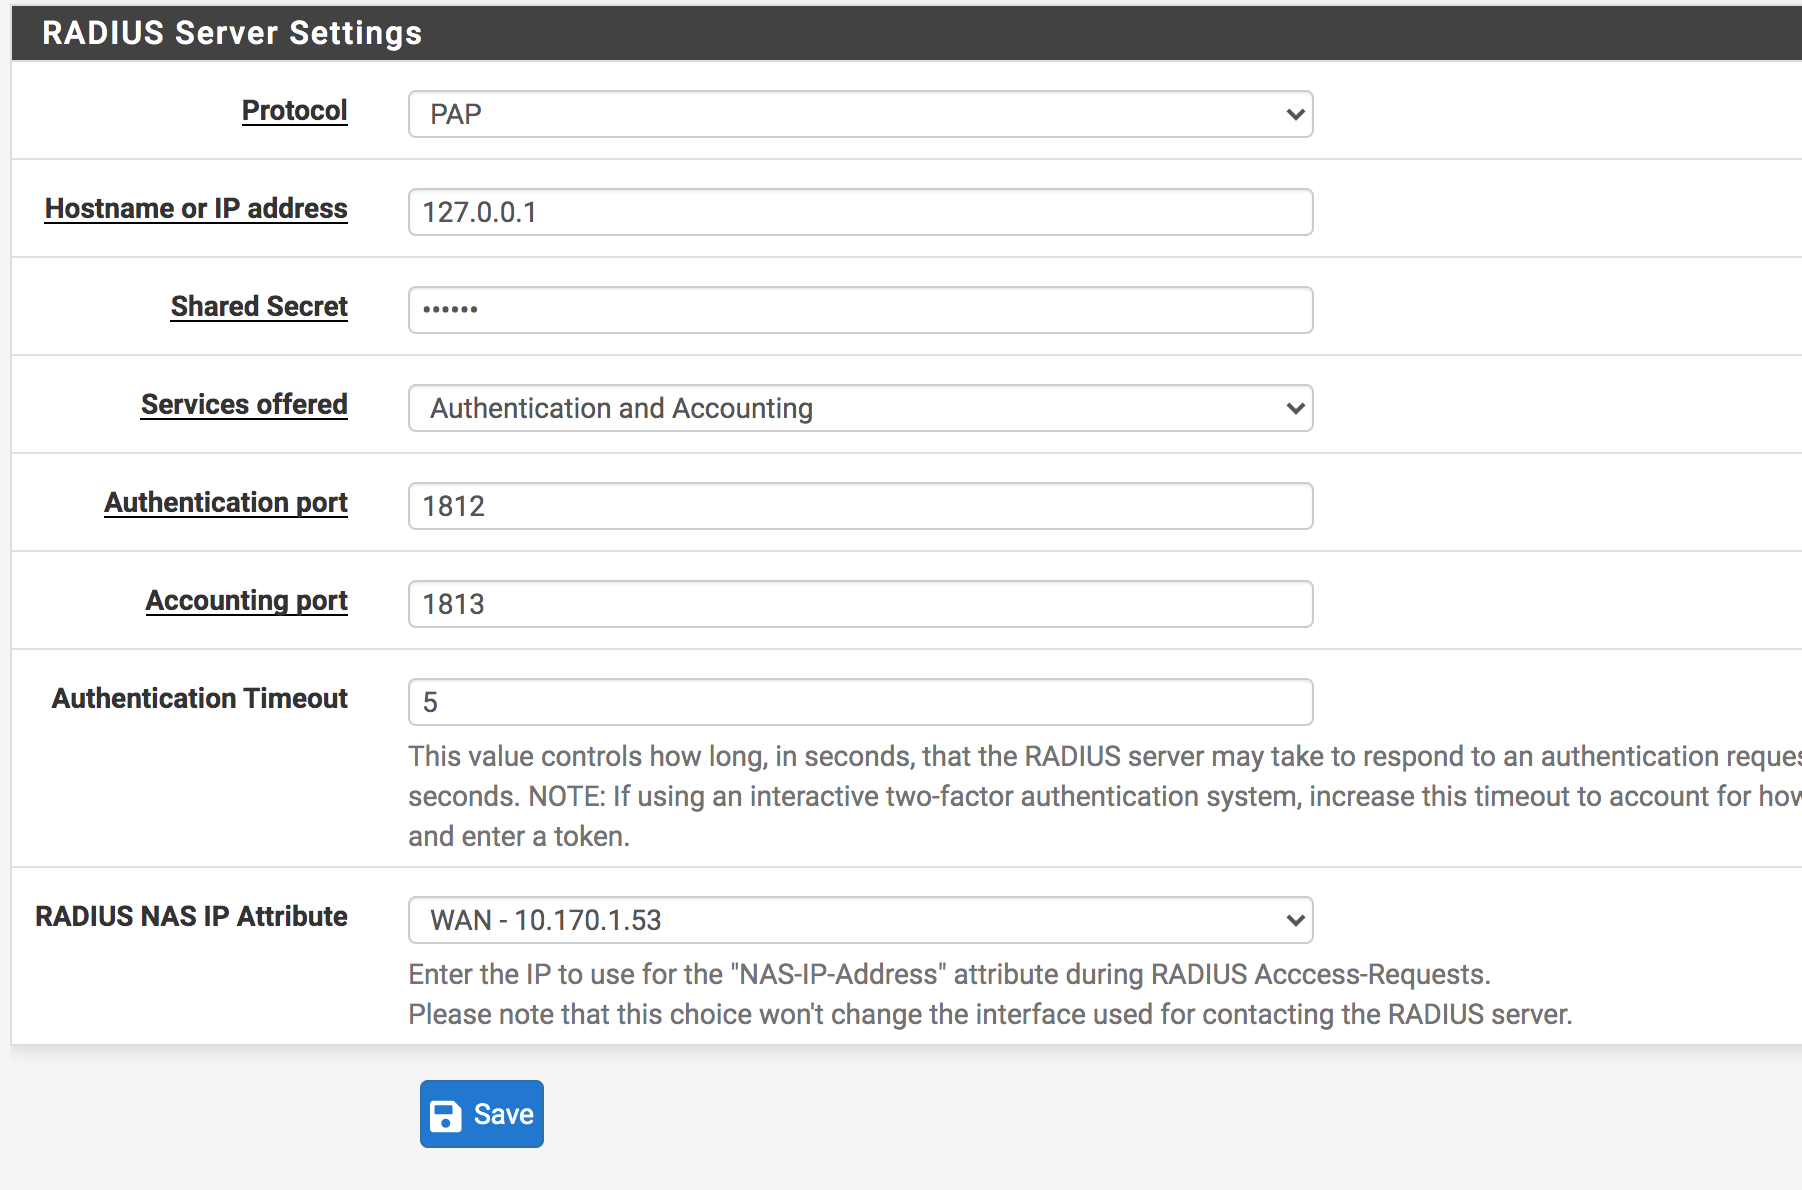 RADIUS Server Settings
Protocol
PAP
Hostname or IP address
127.0.0.1
Shared Secret
••••••
Services offered
Authentication and Accounting
Authentication port
1812
Accounting port
1813
Authentication Timeout
5
This value controls how long, in seconds, that the RADIUS server may take to respond to an authentication
seconds. NOTE: If using an interactive two-factor authentication system, increase this timeout to account for
and enter a token.
RADIUS NAS IP Attribute
WAN - 10.170.1.53
Enter the IP to use for the "NAS-IP-Address" attribute during RADIUS Acccess-Requests.
Please note that this choice won't change the interface used for contacting the RADIUS server.
Save